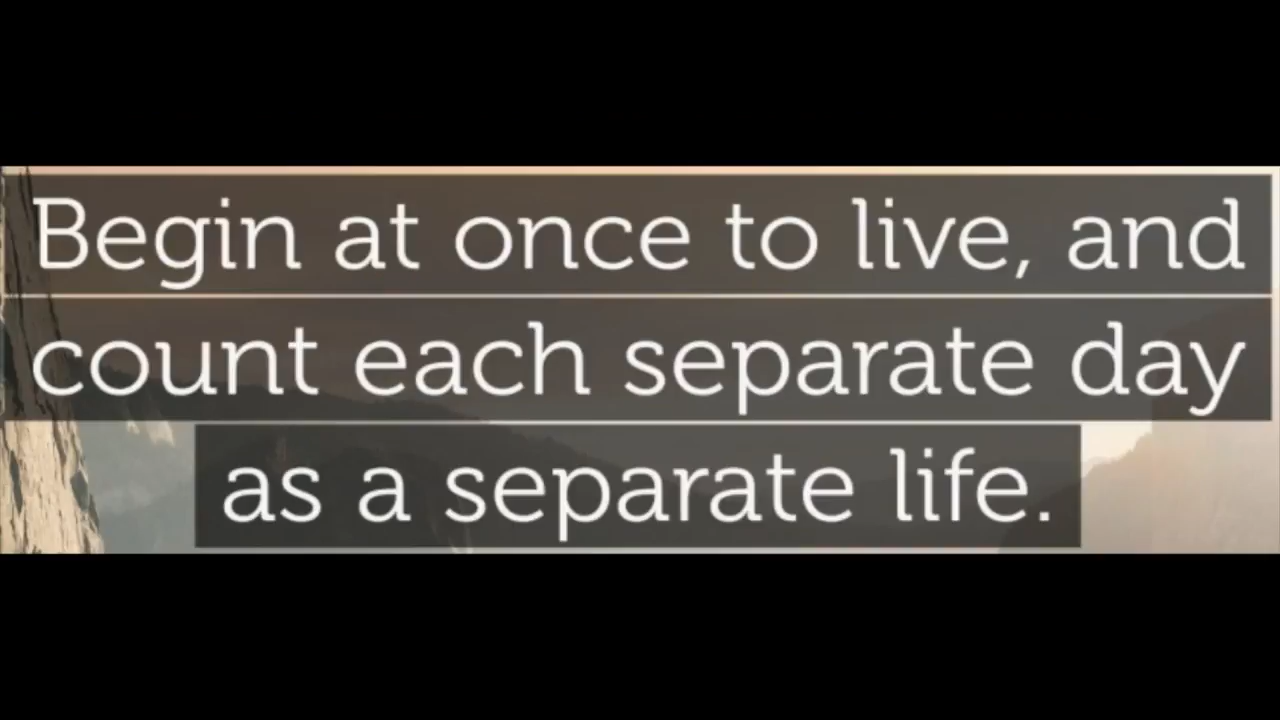 Begin at once to live, and
count each separate day
as a separate life.